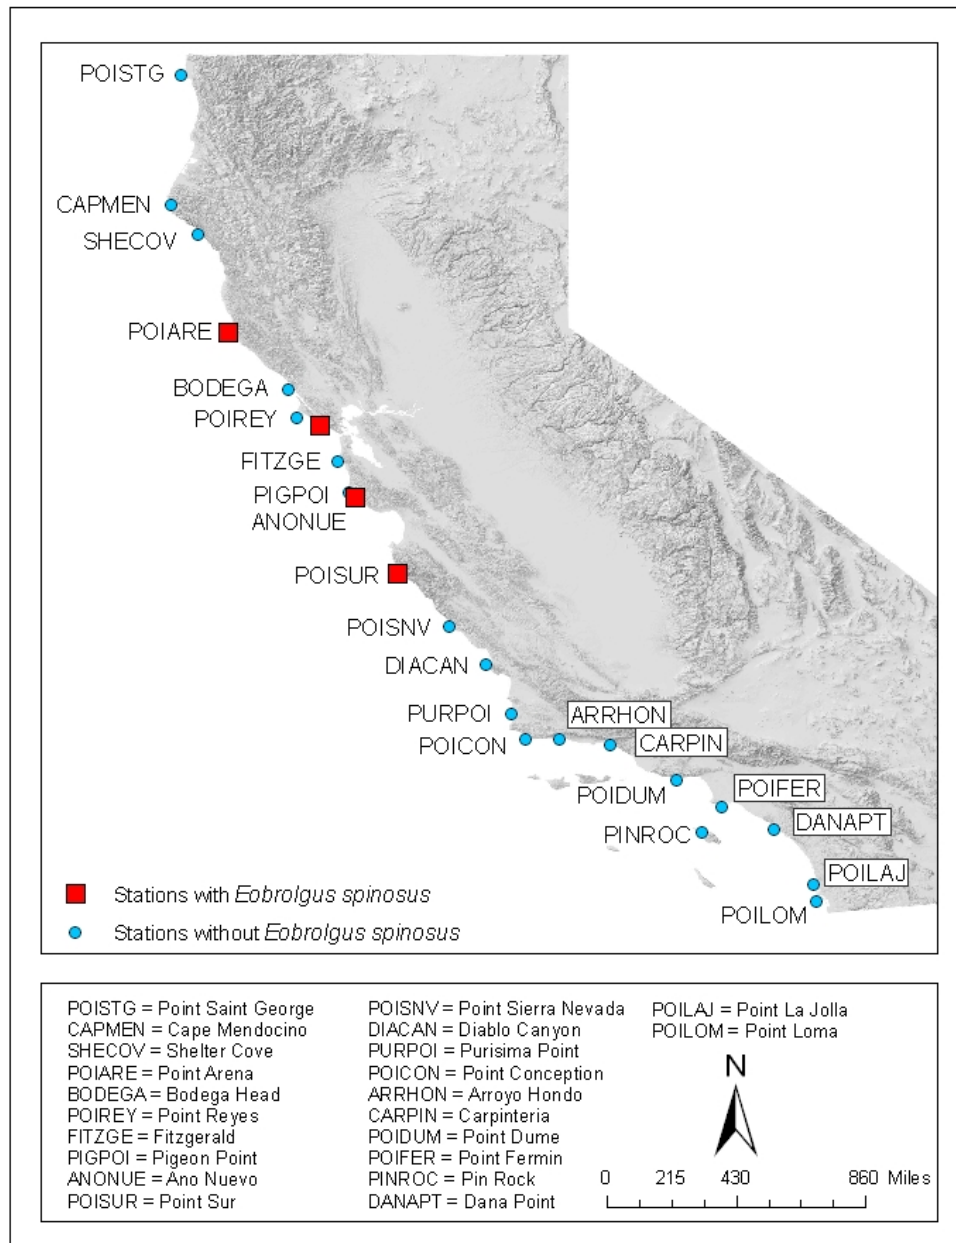 POISTG
CAPMEN
SHECOV
POIARE
BODEGA
POIREY
FITZGE
PIGPOI
ANONUE
POISUR
POISNV
DIACAN
PURPOI
ARRHON
POICON
CARPIN
POIDUM
POIFER
PINROC
DANAPT
POILAJ
POILOM
Stations with Eobrolgus spinosus
Stations without Eobrolgus spinosus
POISTG = Point Saint George
CAPMEN = Cape Mendocino
SHECOV = Shelter Cove
POIARE = Point Arena
BODEGA = Bodega Head
POIREY = Point Reyes
FITZGE = Fitzgerald
PIGPOI = Pigeon Point
ANONUE = Ano Nuevo
POISUR = Point Sur
POISNV = Point Sierra Nevada
DIACAN = Diablo Canyon
PURPOI = Purisima Point
POICON = Point Conception
ARRHON = Arroyo Hondo
CARPIN = Carpinteria
POIDUM = Point Dume
POIFER = Point Fermin
PINROC = Pin Rock
DANAPT = Dana Point
POILAJ = Point La Jolla
POILOM = Point Loma
N
0 215 430 860 Miles